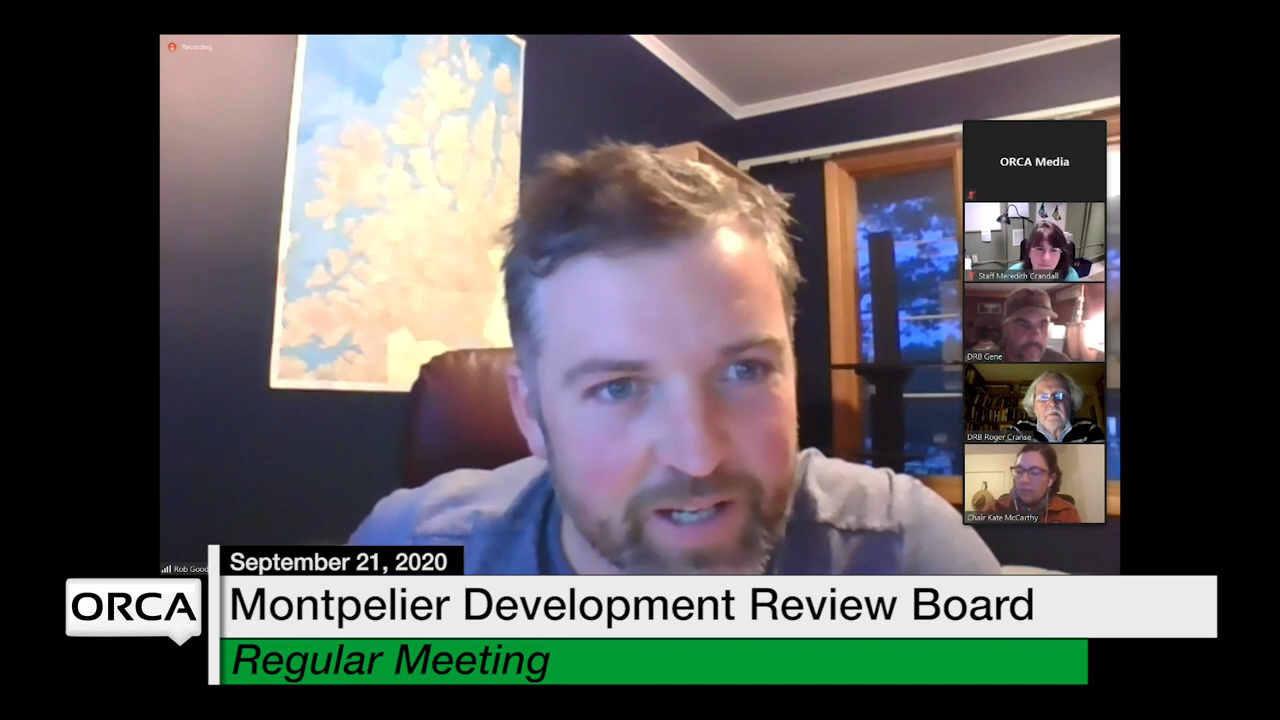 Recording
ORCA Media
Staff Meredith Crandall
DRB Gene
DRB Roger Cranse
Chair Kate McCarthy
Rob Good
September 21, 2020
ORCA
Montpelier Development Review Board
Regular Meeting